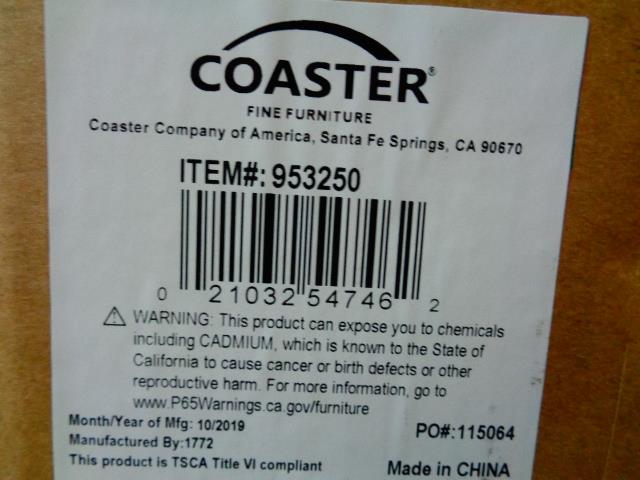 COASTER®
FINE FURNITURE
Coaster Company of America, Santa Fe Springs, CA 90670
ITEM#: 953250
0 21032 54746 2
WARNING: This product can expose you to chemicals
including CADMIUM, which is known to the State of
California to cause cancer or birth defects or other
reproductive harm. For more information, go to
www.P65Warnings.ca.gov/furniture
Month/Year of Mfg: 10/2019
Manufactured By:1772
PO#:115064
This product is TSCA Title VI compliant
Made in CHINA